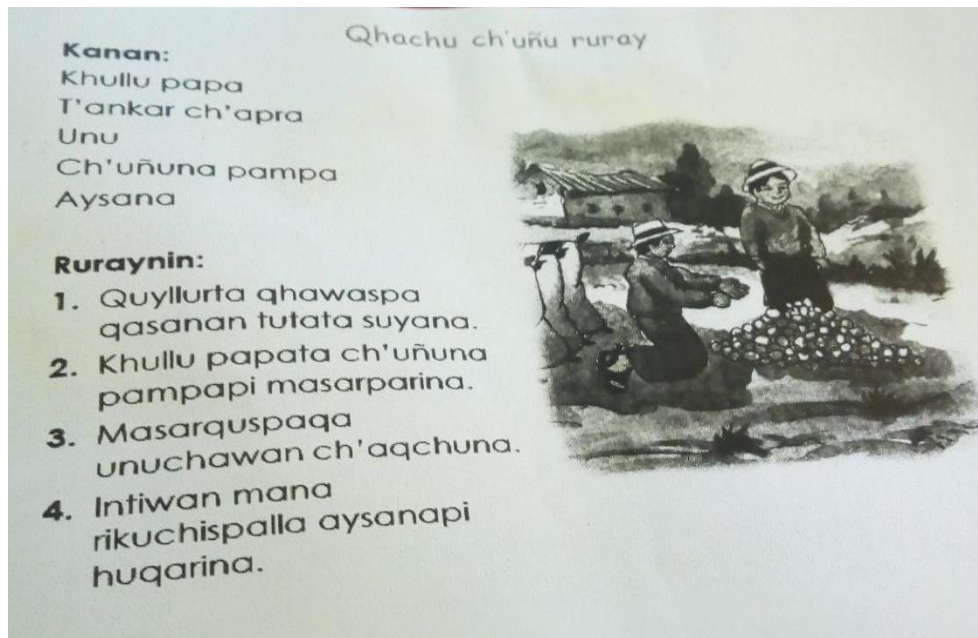 Qhachu ch'uñu ruray
Kanan:
Khullu papa
T'ankar ch'apra
Unu
Ch'uñuna pampa
Aysana
Ruraynin:
1. Quyllurta qhawaspa
qasanan tutata suyana.
2. Khullu papata ch'uñuna
pampapi masarparina.
3. Masarquspaqa
unuchawan ch'aqchuna.
4. Intiwan mana
rikuchispalla aysanapi
huqarina.